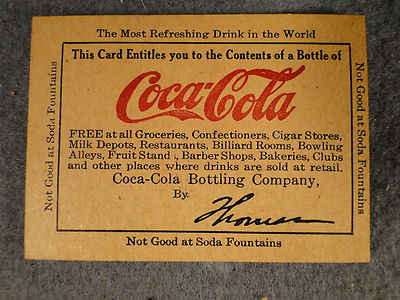 The Most Refreshing Drink in the World
This Card Entitles you to the Contents of a Bottle of
Coca-Cola
FREE at all Groceries, Confectioners, Cigar Stores,
Milk Depots, Restaurants, Billiard Rooms, Bowling
Alleys, Fruit Stand , Barber Shops, Bakeries, Clubs
and other places where drinks are sold at retail.
Coca-Cola Bottling Company,
By
Thomas
Not Good at Soda Fountains
Not Good at Soda Fountains
Not Good at Soda Fountains